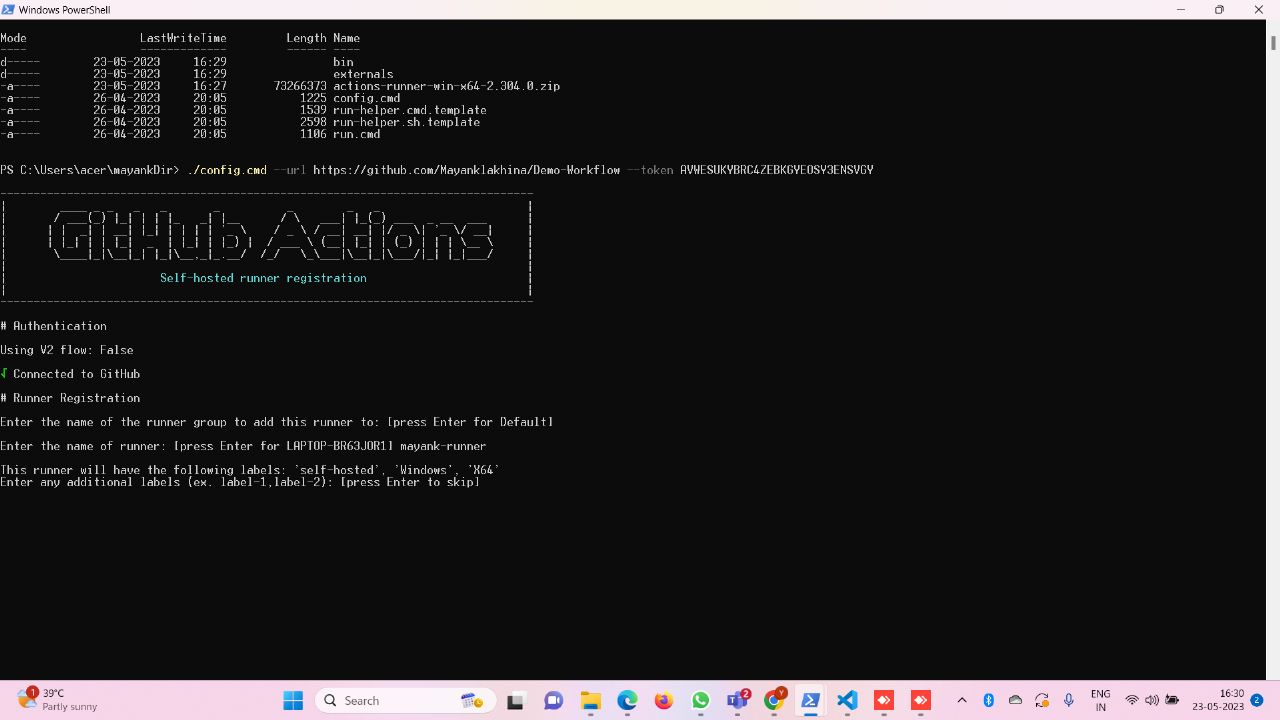 Windows PowerShell
Mode LastWriteTime Length Name
---- ------------- ------ ----
d----- 23-05-2023 16:29 bin
d----- 23-05-2023 16:29 externals
-a---- 23-05-2023 16:27 73266373 actions-runner-win-x64-2.304.0.zip
-a---- 26-04-2023 20:05 1225 config.cmd
-a---- 26-04-2023 20:05 1539 run-helper.cmd.template
-a---- 26-04-2023 20:05 2598 run-helper.sh.template
-a---- 26-04-2023 20:05 1106 run.cmd
PS C:\Users\acer\mayankDir> ./config.cmd --url https://github.com/Mayanklakhina/Demo-Workflow --token AVWESUKYBRC4ZEBKGYEOSY3ENSVGY
GitHub Actions
Self-hosted runner registration
# Authentication
Using V2 flow: False
√ Connected to GitHub
# Runner Registration
Enter the name of the runner group to add this runner to: [press Enter for Default]
Enter the name of runner: [press Enter for LAPTOP-BR63JOR1] mayank-runner
This runner will have the following labels: 'self-hosted', 'Windows', 'X64'
Enter any additional labels (ex. label-1,label-2): [press Enter to skip]
1
39°C
Partly sunny
Search
2
Y
ENG
IN
16:30
23-05-2023
2